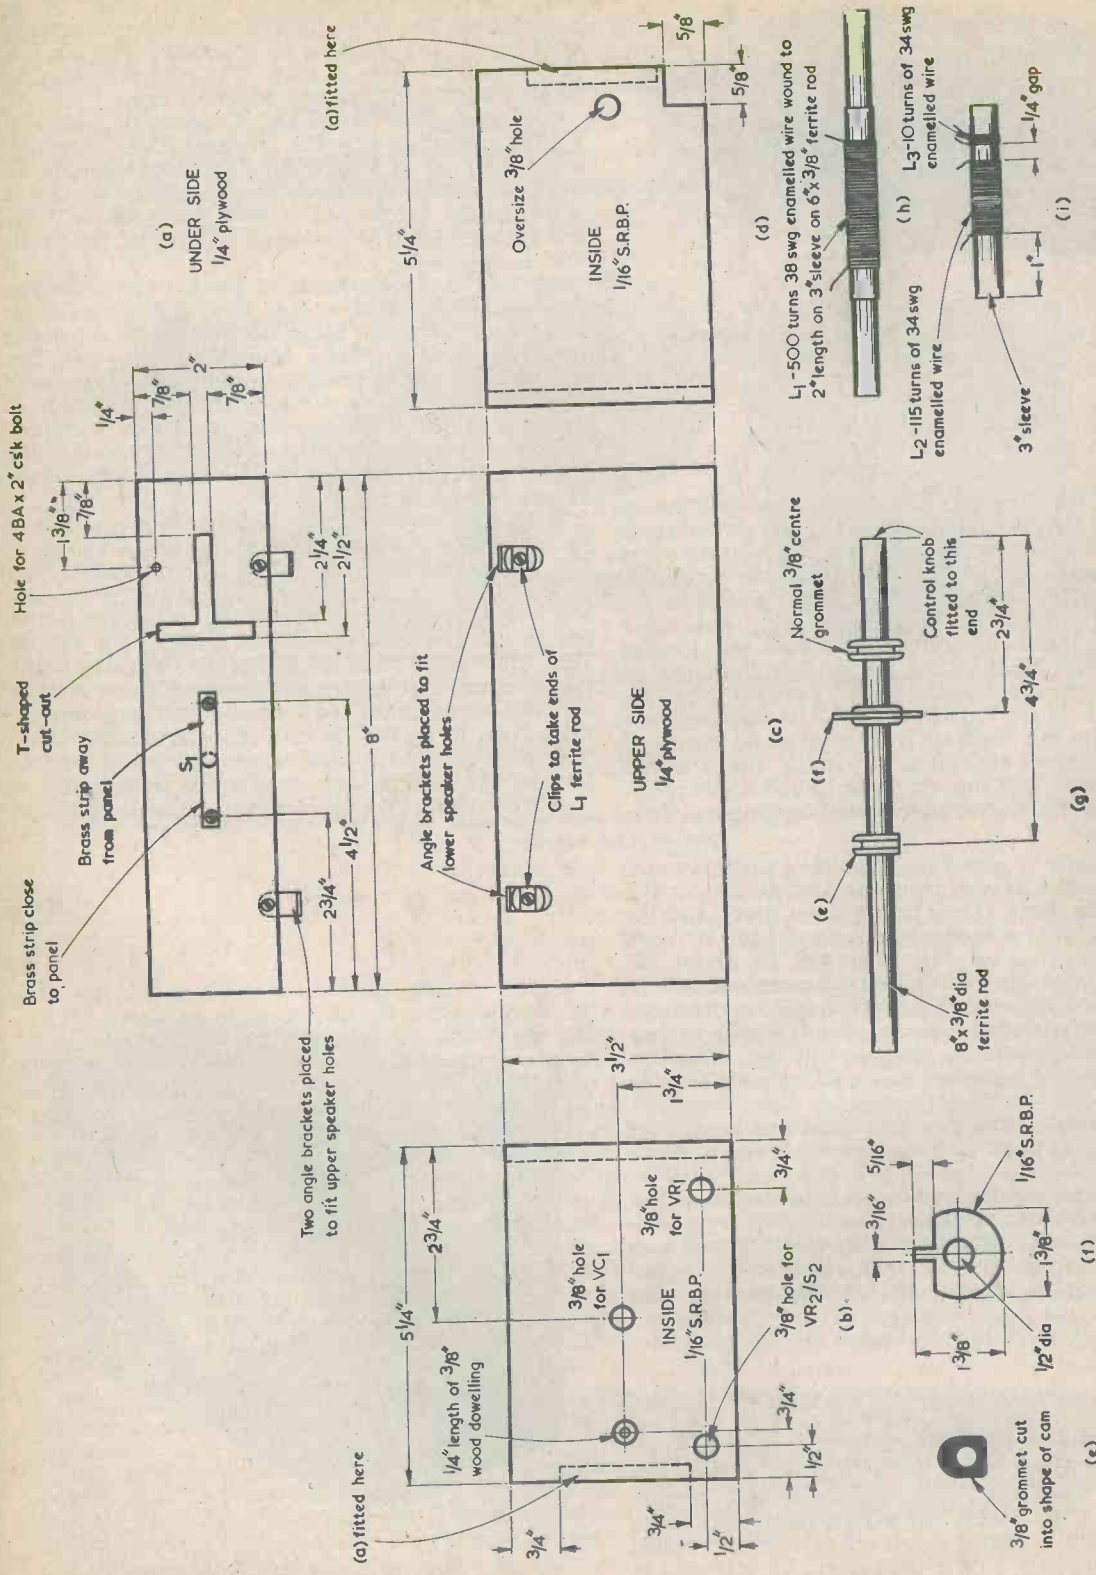 Hole for 4BA x 2" csk bolt
T-shaped
cut-out
Brass strip away
from panel
Brass strip close
to panel
S1
Two angle brackets placed
to fit upper speaker holes
1/4"
7/8"
2"
7/8"
1 3/8"
7/8"
2 1/4"
2 1/2"
2 3/4"
4 1/2"
8"
(a)
UNDER SIDE
1/4" plywood
(a) fitted here
5 1/4"
Oversize 3/8" hole
INSIDE
1/16" S.R.B.P.
5/8"
5/8"
(d)
Angle brackets placed to fit
lower speaker holes
Clips to take ends of
L1 ferrite rod
UPPER SIDE
1/4" plywood
(c)
3 1/2"
1 3/4"
(a) fitted here
5 1/4"
2 3/4"
1/4" length of 3/8"
wood dowelling
3/8" hole
for VC1
3/8" hole
for VR1
INSIDE
1/16" S.R.B.P.
3/8" hole for
VR2/S2
3/4"
3/4"
3/4"
3/4"
1/2"
1/2"
(b)
3/8" grommet cut
into shape of cam
(e)
5/16"
3/16"
1/16" S.R.B.P.
1 3/8"
1 3/8"
1/2" dia
(f)
(e)
(f)
Normal 3/8" centre
grommet
Control knob
fitted to this
end
2 3/4"
4 3/4"
8" x 3/8" dia
ferrite rod
(g)
L1-500 turns 38 swg enamelled wire wound to
2" length on 3" sleeve on 6" x 3/8" ferrite rod
(h)
L2-115 turns of 34swg
enamelled wire
L3-10 turns of 34swg
enamelled wire
1/4" gap
1"
3" sleeve
(i)